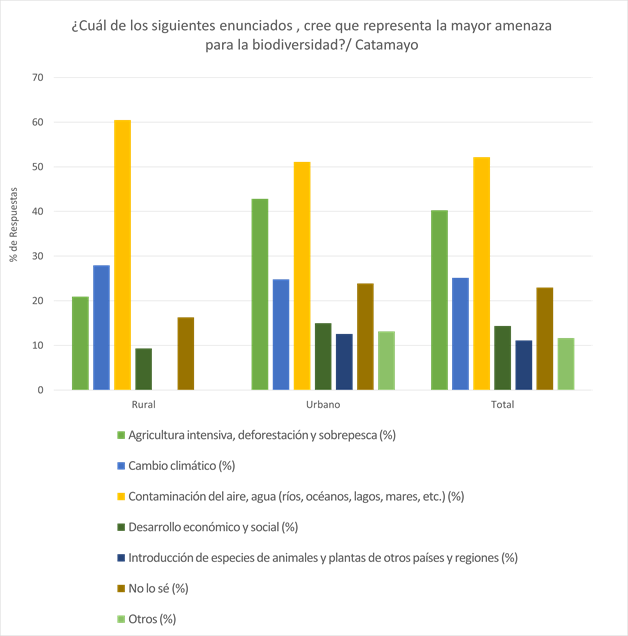 ¿Cuál de los siguientes enunciados , cree que representa la mayor amenaza
para la biodiversidad?/ Catamayo
% de Respuestas
70
60
50
40
30
20
10
0
Rural Urbano Total
Agricultura intensiva, deforestación y sobrepesca (%)
Cambio climático (%)
Contaminación del aire, agua (ríos, océanos, lagos, mares, etc.) (%)
Desarrollo económico y social (%)
Introducción de especies de animales y plantas de otros países y regiones (%)
No lo sé (%)
Otros (%)